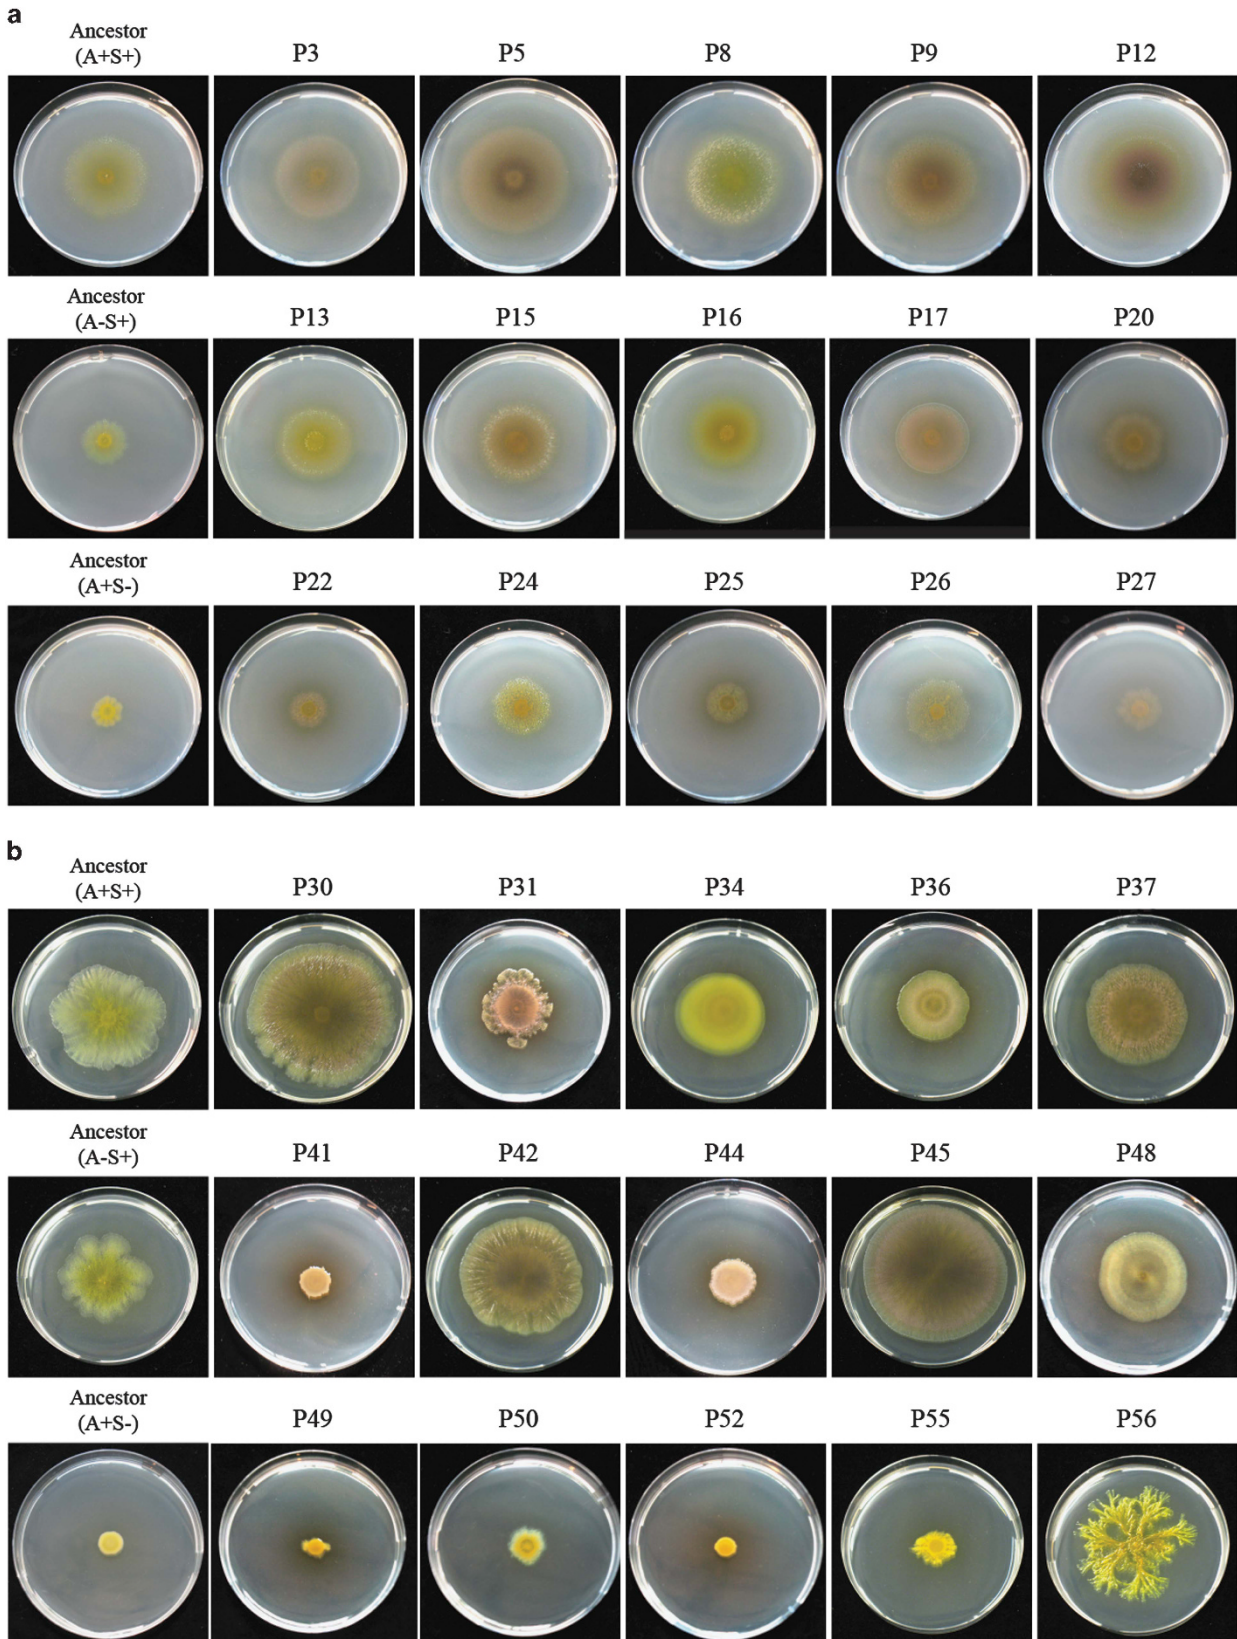 a
Ancestor
(A+S+)
P3
P5
P8
P9
P12
Ancestor
(A-S+)
P13
P15
P16
P17
P20
Ancestor
(A+S-)
P22
P24
P25
P26
P27
b
Ancestor
(A+S+)
P30
P31
P34
P36
P37
Ancestor
(A-S+)
P41
P42
P44
P45
P48
Ancestor
(A+S-)
P49
P50
P52
P55
P56